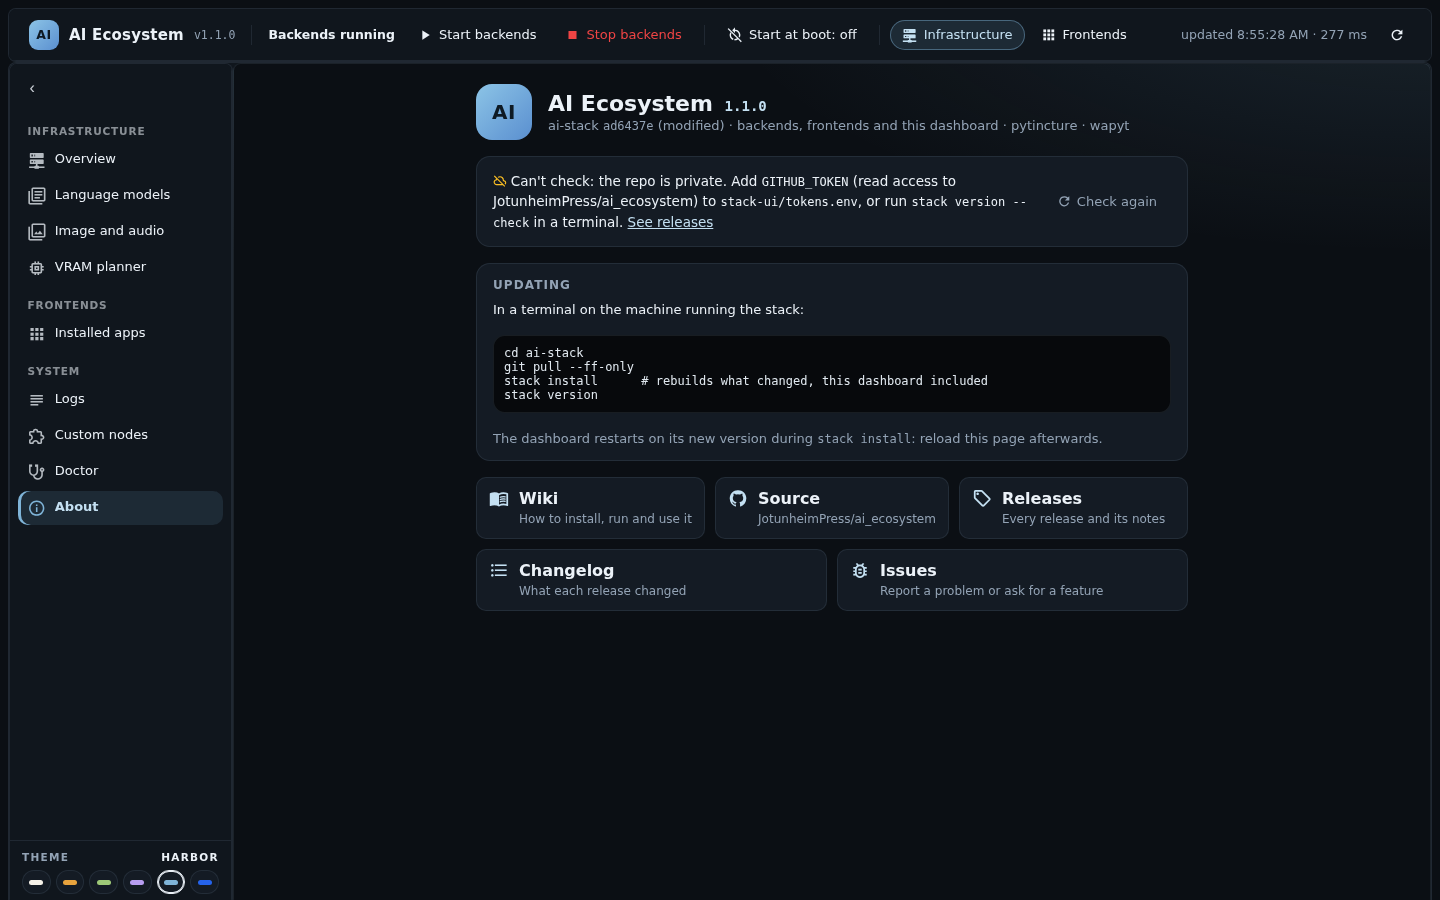 AI
AI Ecosystem v1.1.0
Backends running
Start backends
Stop backends
Start at boot: off
Infrastructure
Frontends
updated 8:55:28 AM · 277 ms
‹
INFRASTRUCTURE
Overview
Language models
Image and audio
VRAM planner
FRONTENDS
Installed apps
SYSTEM
Logs
Custom nodes
Doctor
About
THEME
HARBOR
AI
AI Ecosystem 1.1.0
ai-stack ad6437e (modified) · backends, frontends and this dashboard · pytincture · wapyt
Can't check: the repo is private. Add GITHUB_TOKEN (read access to
JotunheimPress/ai_ecosystem) to stack-ui/tokens.env, or run stack version --
check in a terminal. See releases
Check again
UPDATING
In a terminal on the machine running the stack:
cd ai-stack
git pull --ff-only
stack install      # rebuilds what changed, this dashboard included
stack version
The dashboard restarts on its new version during stack install: reload this page afterwards.
Wiki
How to install, run and use it
Source
JotunheimPress/ai_ecosystem
Releases
Every release and its notes
Changelog
What each release changed
Issues
Report a problem or ask for a feature